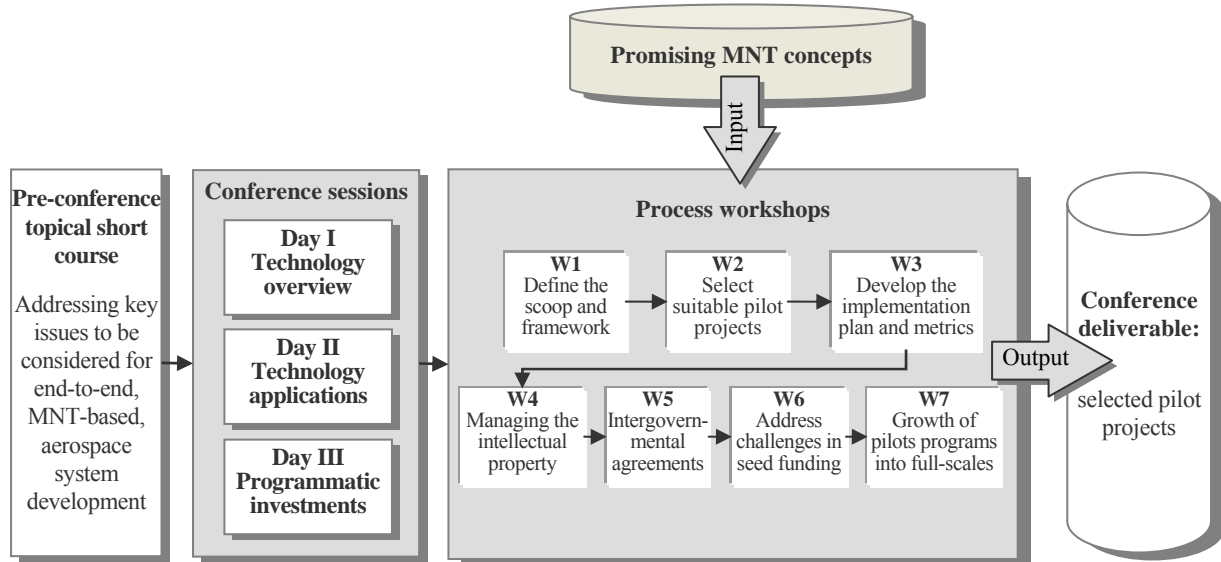 Promising MNT concepts
Input
Pre-conference
topical short
course
Addressing key
issues to be
considered for
end-to-end,
MNT-based,
aerospace
system
development
Conference sessions
Day I
Technology
overview
Day II
Technology
applications
Day III
Programmatic
investments
Process workshops
W1
Define the
scoop and
framework
W2
Select
suitable pilot
projects
W3
Develop the
implementation
plan and metrics
W4
Managing the
intellectual
property
W5
Intergovern-
mental
agreements
W6
Address
challenges in
seed funding
W7
Growth of
pilots programs
into full-scales
Output
Conference
deliverable:
selected pilot
projects